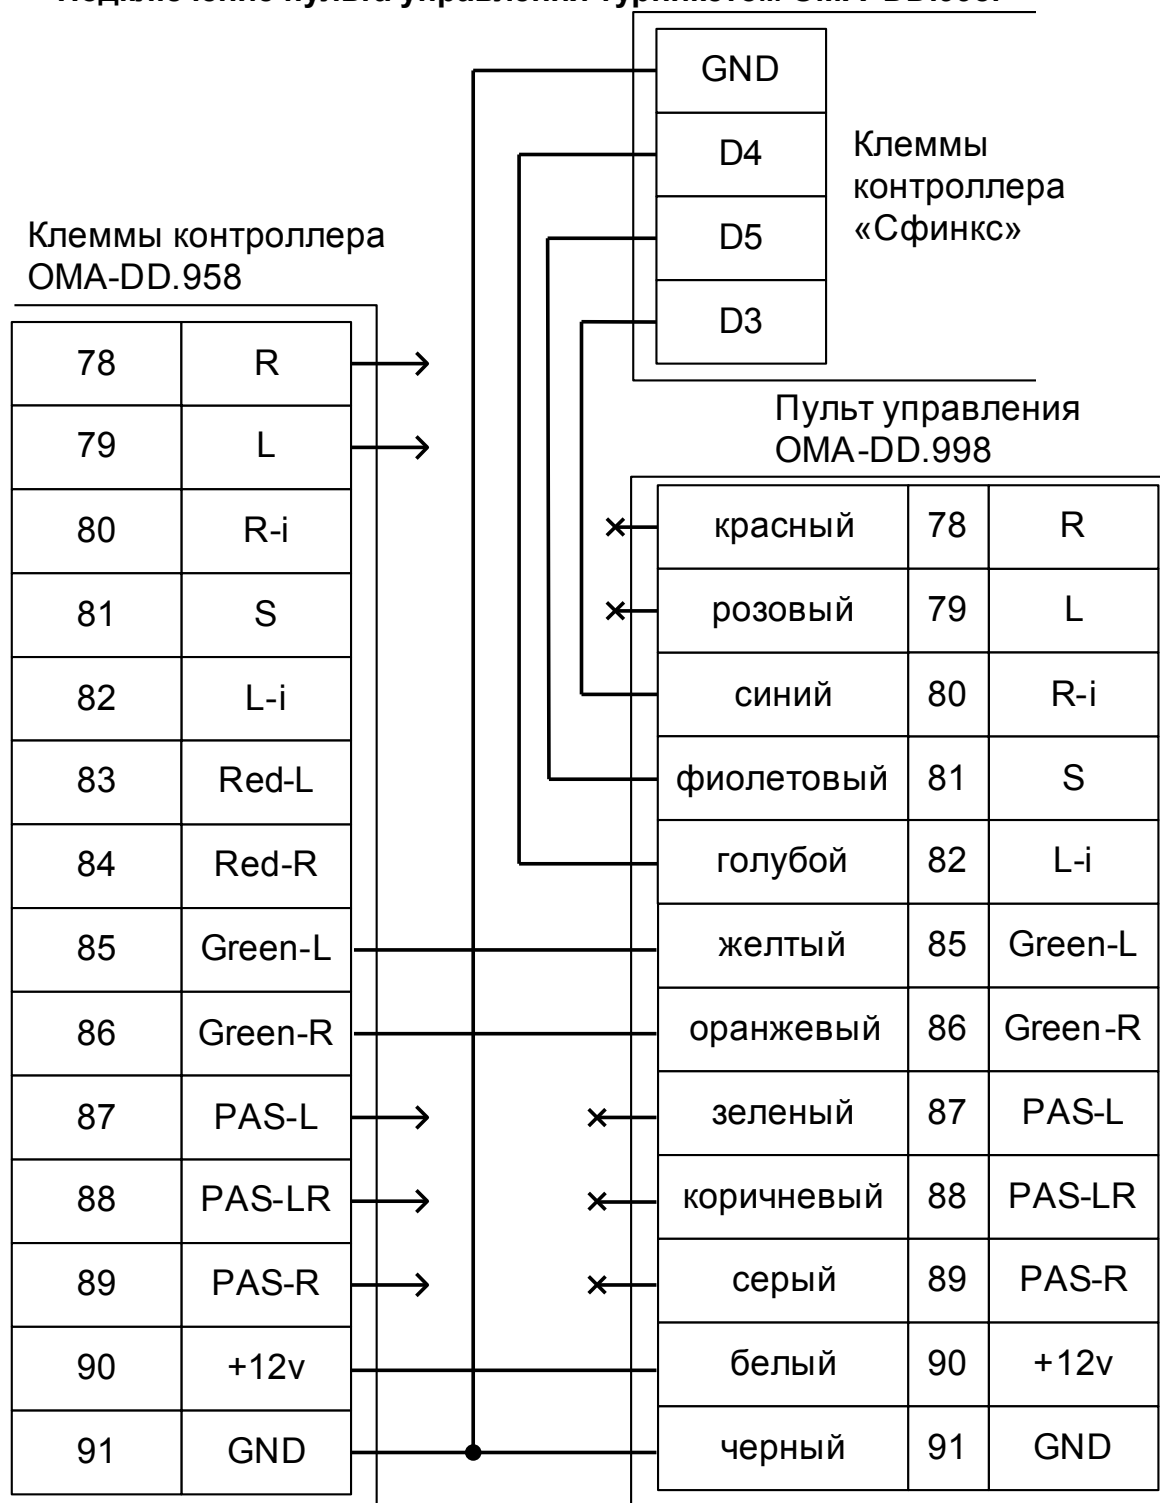 GND
D4
D5
D3
Клеммы
контроллера
«Сфинкс»
Клеммы контроллера
OMA-DD.958
78 R
79 L
80 R-i
81 S
82 L-i
83 Red-L
84 Red-R
85 Green-L
86 Green-R
87 PAS-L
88 PAS-LR
89 PAS-R
90 +12v
91 GND
Пульт управления
OMA-DD.998
красный 78 R
розовый 79 L
синий 80 R-i
фиолетовый 81 S
голубой 82 L-i
желтый 85 Green-L
оранжевый 86 Green-R
зеленый 87 PAS-L
коричневый 88 PAS-LR
серый 89 PAS-R
белый 90 +12v
черный 91 GND